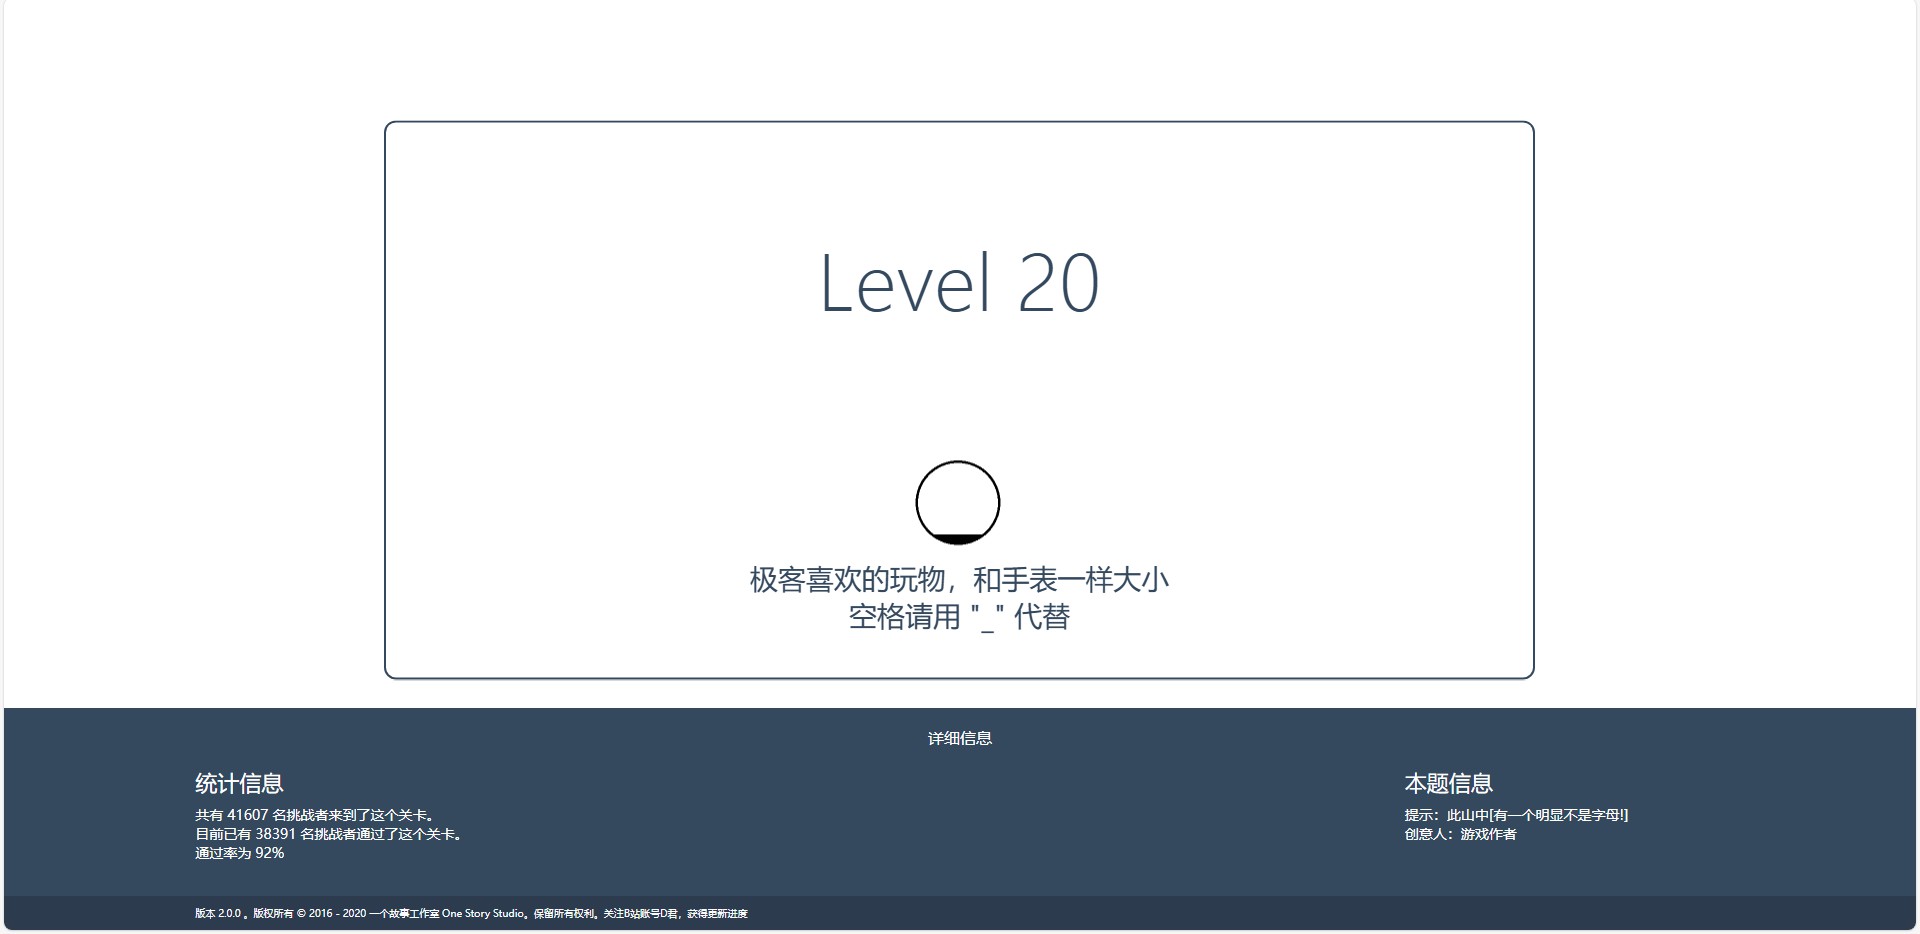 Level 20
极客喜欢的玩物，和手表一样大小
空格请用 "_" 代替
详细信息
统计信息
共有 41607 名挑战者来到了这个关卡。
目前已有 38391 名挑战者通过了这个关卡。
通过率为 92%
本题信息
提示：此山中[有一个明显不是字母!]
创意人：游戏作者
版本 2.0.0 。版权所有 © 2016 - 2020 一个故事工作室 One Story Studio。保留所有权利。关注B站账号D君，获得更新进度